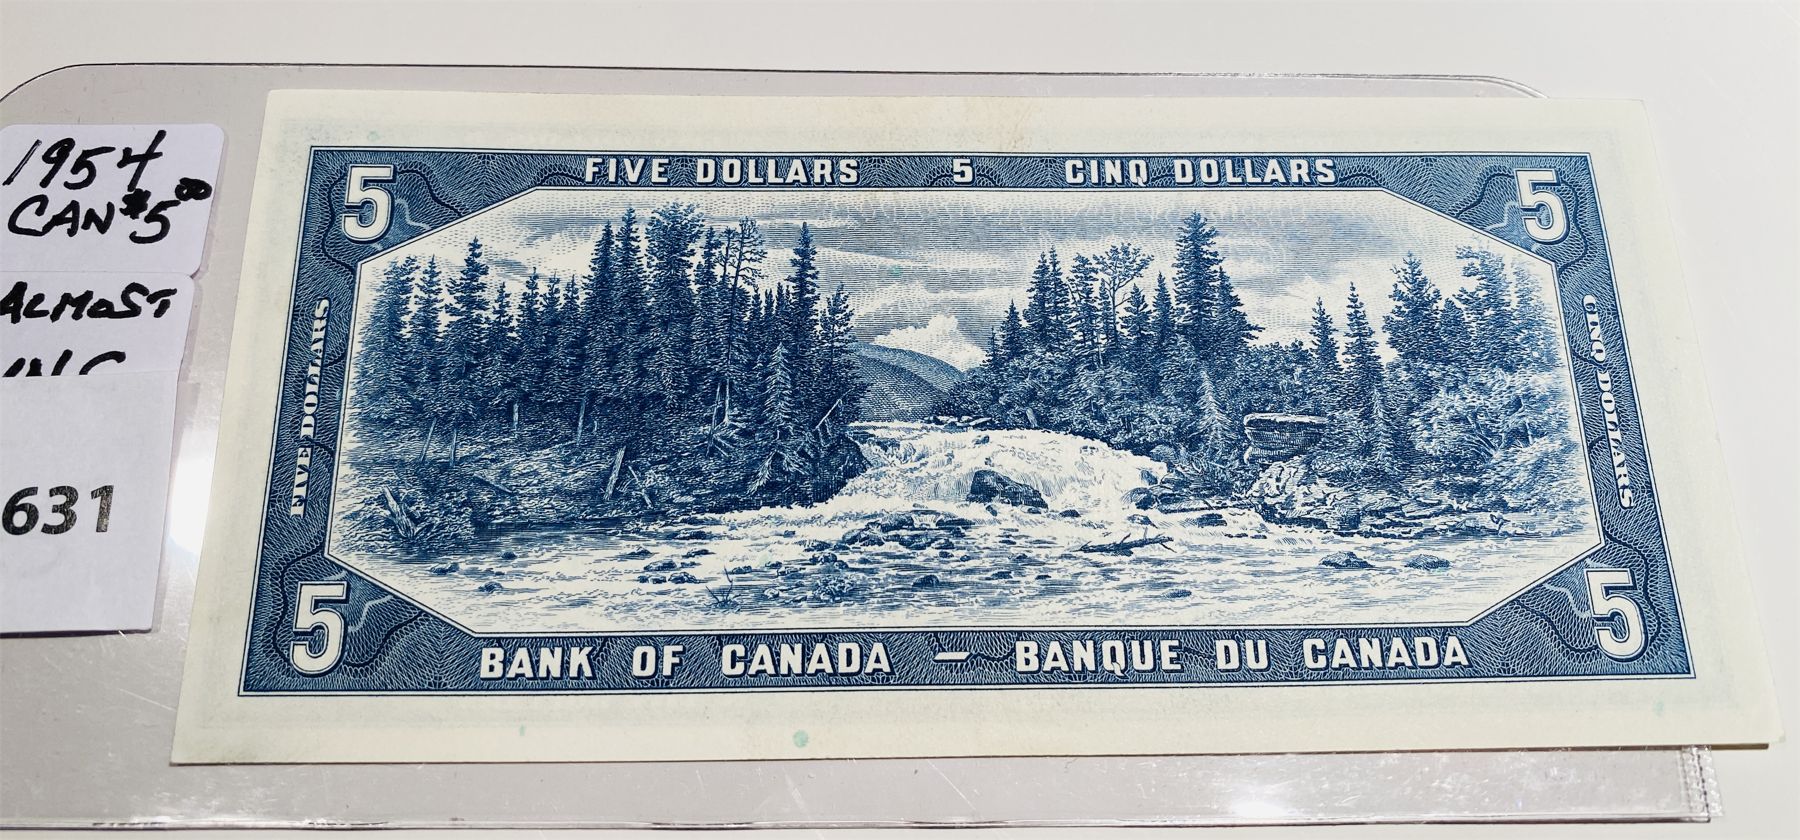 1954
CAN $5.00
ALMOST
UNC
631
FIVE DOLLARS 5 CINQ DOLLARS
5 5
FIVE DOLLARS
CINQ DOLLARS
5 5
BANK OF CANADA – BANQUE DU CANADA